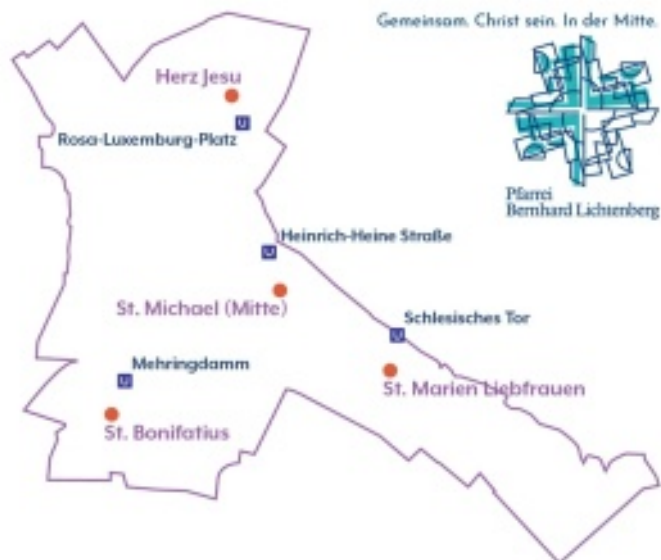 Gemeinsam. Christ sein. In der Mitte.
Herz Jesu
U
Rosa-Luxemburg-Platz
Pfarrei
Bernhard Lichtenberg
Heinrich-Heine Straße
U
St. Michael (Mitte)
Schlesisches Tor
U
Mehringdamm
U
St. Marien Liebfrauen
St. Bonifatius